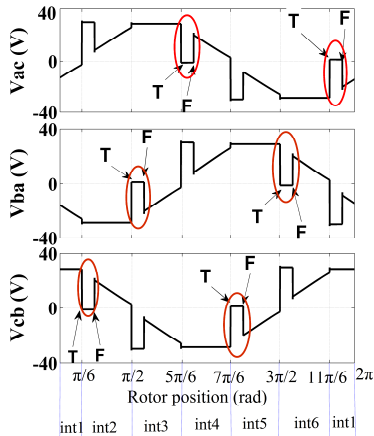 40
Vac (V)
0
-40
T
F
T
F
40
Vba (V)
0
-40
T
F
T
F
40
Vcb (V)
0
-40
T
F
T
F
π/6 π/2 5π/6 7π/6 3π/2 11π/6 2π
Rotor position (rad)
int1 int2 int3 int4 int5 int6 int1